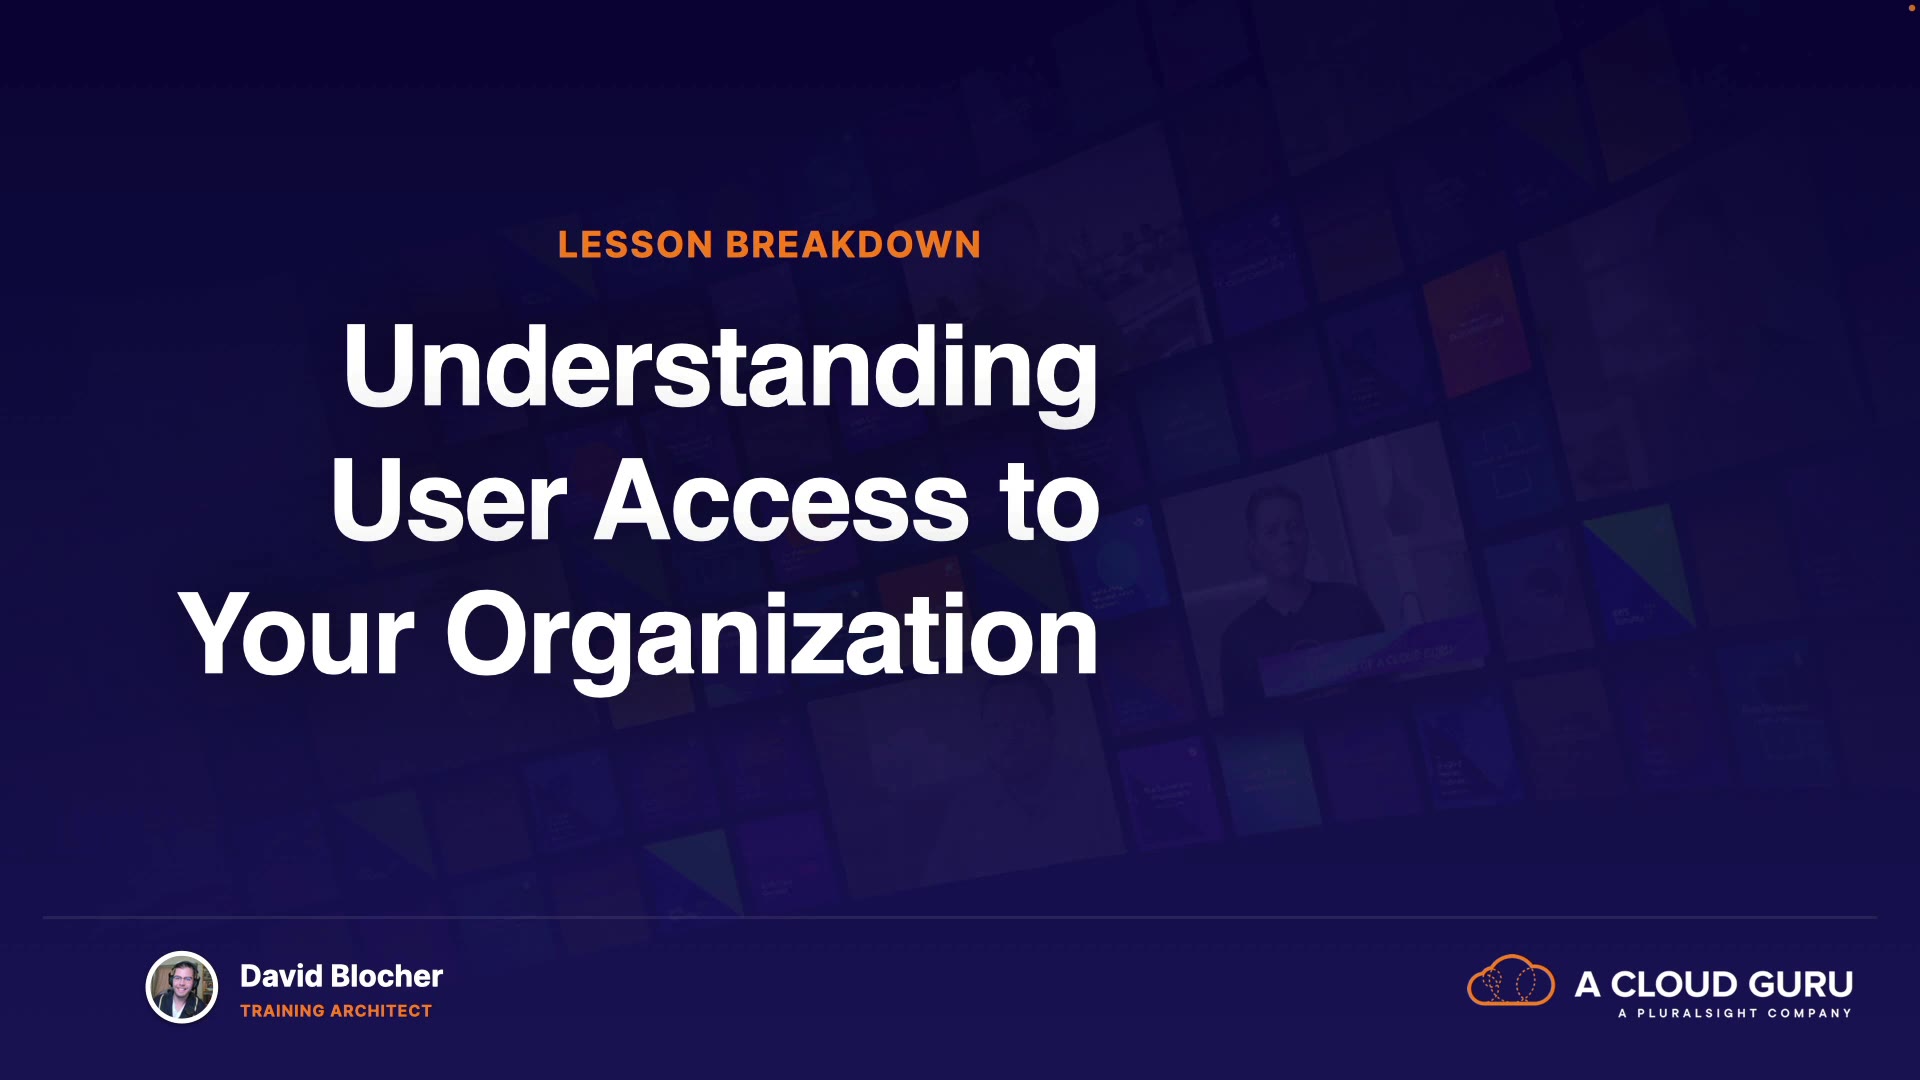 LESSON BREAKDOWN
Understanding
User Access to
Your Organization
David Blocher
TRAINING ARCHITECT
A CLOUD GURU
A PLURALSIGHT COMPANY